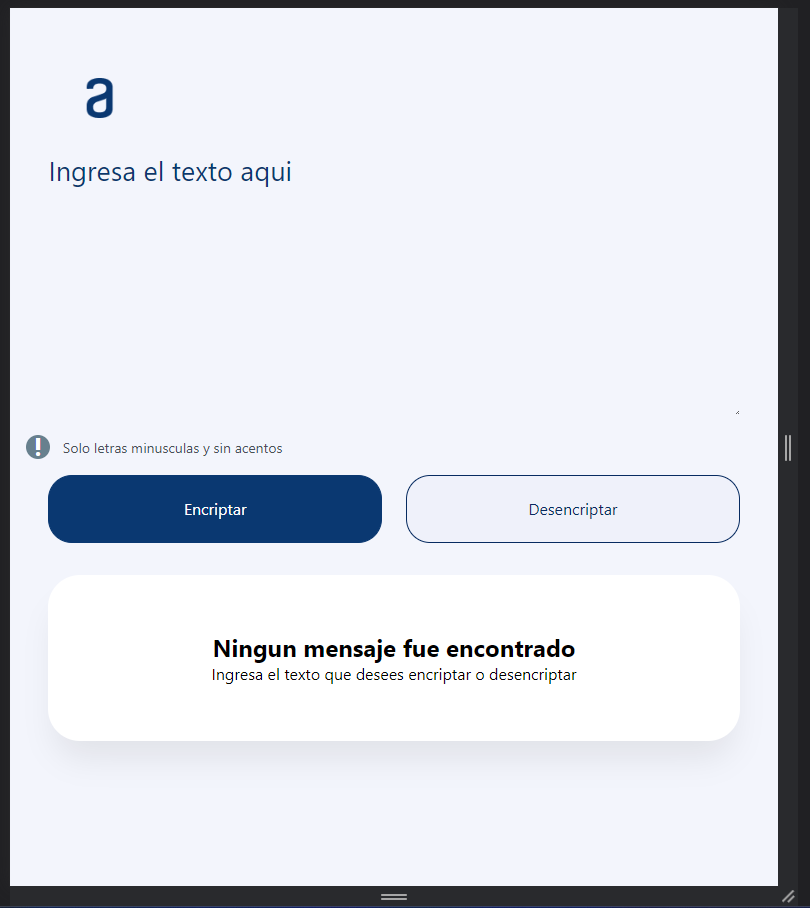 a
Ingresa el texto aqui
Solo letras minusculas y sin acentos
Encriptar
Desencriptar
Ningun mensaje fue encontrado
Ingresa el texto que desees encriptar o desencriptar